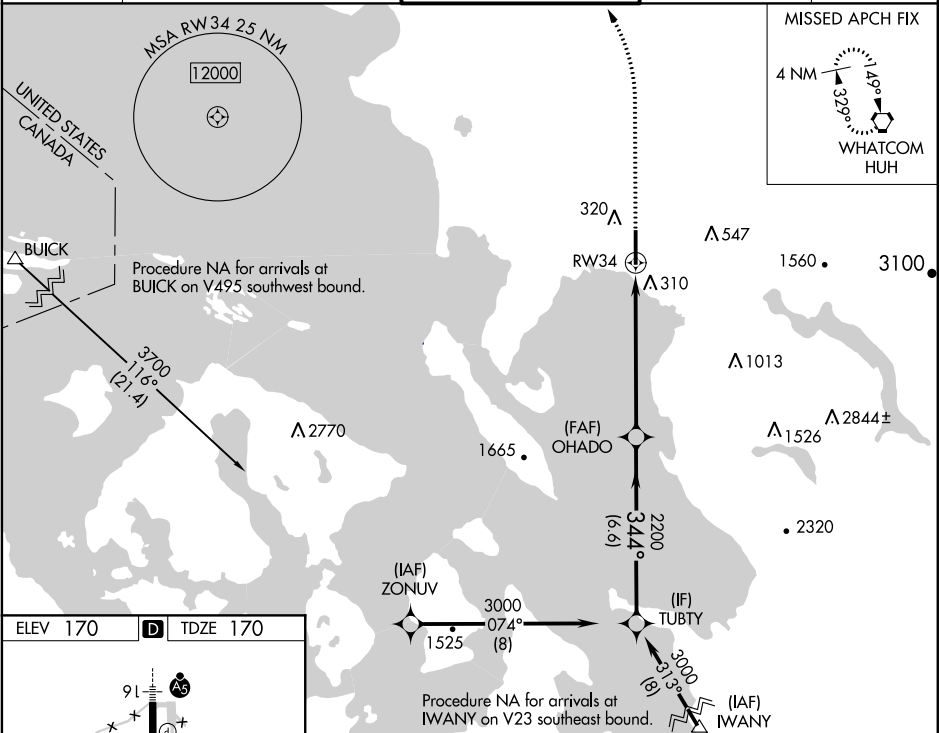 MSA RW34 25 NM
12000
MISSED APCH FIX
4 NM
149°
329°
WHATCOM
HUH
UNITED STATES
CANADA
BUICK
Procedure NA for arrivals at
BUICK on V495 southwest bound.
320
547
RW34
310
1560
3100
3700
116°
(21.4)
1013
2770
(FAF)
OHADO
1665
2844±
1526
2200
344°
(6.6)
2320
(IAF)
ZONUV
3000
074°
(8)
1525
(IF)
TUBTY
3000
313°
(8)
(IAF)
IWANY
Procedure NA for arrivals at
IWANY on V23 southeast bound.
ELEV 170
D
TDZE 170
16
A5